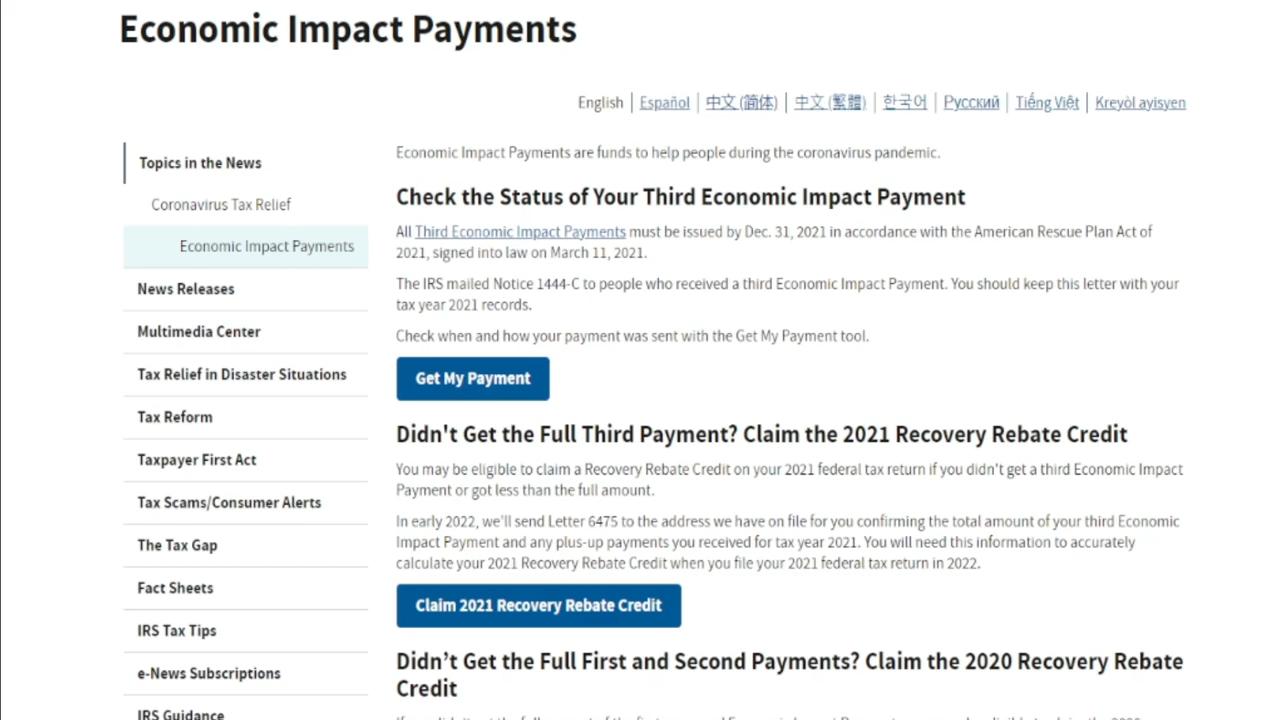 Economic Impact Payments
English | Español | 中文 (简体) | 中文 (繁體) | 한국어 | Русский | Tiếng Việt | Kreyòl ayisyen
Topics in the News
Coronavirus Tax Relief
Economic Impact Payments
News Releases
Multimedia Center
Tax Relief in Disaster Situations
Tax Reform
Taxpayer First Act
Tax Scams/Consumer Alerts
The Tax Gap
Fact Sheets
IRS Tax Tips
e-News Subscriptions
IRS Guidance
Economic Impact Payments are funds to help people during the coronavirus pandemic.
Check the Status of Your Third Economic Impact Payment
All Third Economic Impact Payments must be issued by Dec. 31, 2021 in accordance with the American Rescue Plan Act of
2021, signed into law on March 11, 2021.
The IRS mailed Notice 1444-C to people who received a third Economic Impact Payment. You should keep this letter with your
tax year 2021 records.
Check when and how your payment was sent with the Get My Payment tool.
Get My Payment
Didn't Get the Full Third Payment? Claim the 2021 Recovery Rebate Credit
You may be eligible to claim a Recovery Rebate Credit on your 2021 federal tax return if you didn't get a third Economic Impact
Payment or got less than the full amount.
In early 2022, we'll send Letter 6475 to the address we have on file for you confirming the total amount of your third Economic
Impact Payment and any plus-up payments you received for tax year 2021. You will need this information to accurately
calculate your 2021 Recovery Rebate Credit when you file your 2021 federal tax return in 2022.
Claim 2021 Recovery Rebate Credit
Didn’t Get the Full First and Second Payments? Claim the 2020 Recovery Rebate
Credit